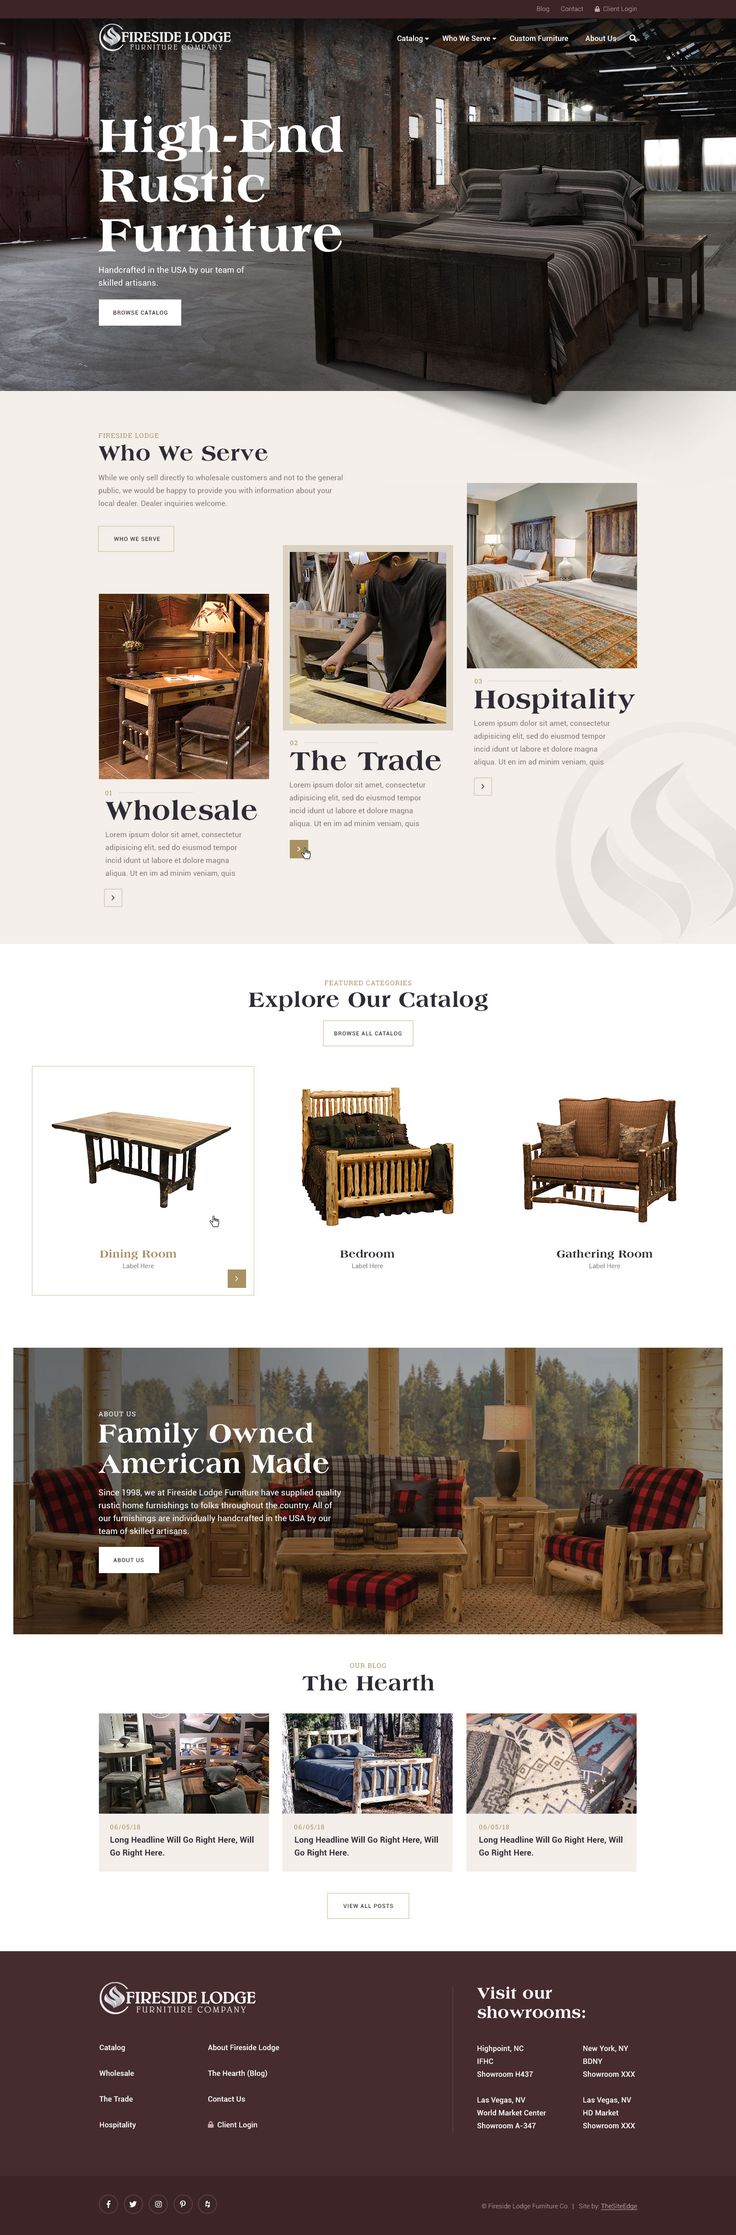 Blog Contact Client Login
FIRESIDE LODGE
FURNITURE COMPANY
Catalog Who We Serve Custom Furniture About Us
High-End
Rustic
Furniture
Handcrafted in the USA by our team of
skilled artisans.
BROWSE CATALOG
FIRESIDE LODGE
Who We Serve
While we only sell directly to wholesale customers and not to the general
public, we would be happy to provide you with information about your
local dealer. Dealer inquiries welcome.
WHO WE SERVE
01
Wholesale
Lorem ipsum dolor sit amet, consectetur
adipisicing elit, sed do eiusmod tempor
incid idunt ut labore et dolore magna
aliqua. Ut en im ad minim veniam, quis
02
The Trade
Lorem ipsum dolor sit amet, consectetur
adipisicing elit, sed do eiusmod tempor
incid idunt ut labore et dolore magna
aliqua. Ut en im ad minim veniam, quis
03
Hospitality
Lorem ipsum dolor sit amet, consectetur
adipisicing elit, sed do eiusmod tempor
incid idunt ut labore et dolore magna
aliqua. Ut en im ad minim veniam, quis
FEATURED CATEGORIES
Explore Our Catalog
BROWSE ALL CATALOG
Dining Room
Label Here
Bedroom
Label Here
Gathering Room
Label Here
ABOUT US
Family Owned
American Made
Since 1998, we at Fireside Lodge Furniture have supplied quality
rustic home furnishings to folks throughout the country. All of
our furnishings are individually handcrafted in the USA by our
team of skilled artisans.
ABOUT US
OUR BLOG
The Hearth
06/05/18
Long Headline Will Go Right Here, Will
Go Right Here.
06/05/18
Long Headline Will Go Right Here, Will
Go Right Here.
06/05/18
Long Headline Will Go Right Here, Will
Go Right Here.
VIEW ALL POSTS
FIRESIDE LODGE
FURNITURE COMPANY
Catalog
Wholesale
The Trade
Hospitality
About Fireside Lodge
The Hearth (Blog)
Contact Us
Client Login
Visit our
showrooms:
Highpoint, NC
IFHC
Showroom H437
New York, NY
BDNY
Showroom XXX
Las Vegas, NV
World Market Center
Showroom A-347
Las Vegas, NV
HD Market
Showroom XXX
© Fireside Lodge Furniture Co. | Site by: TheSiteEdge